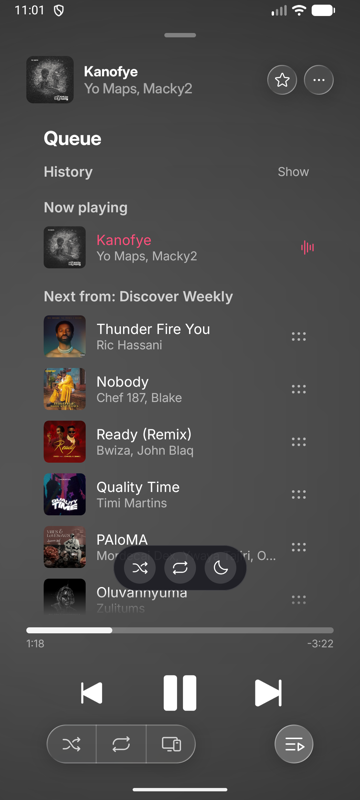 11:01
Kanofye
Yo Maps, Macky2
Queue
History
Show
Now playing
Kanofye
Yo Maps, Macky2
Next from: Discover Weekly
Thunder Fire You
Ric Hassani
Nobody
Chef 187, Blake
Ready (Remix)
Bwiza, John Blaq
Quality Time
Timi Martins
PAloMA
O...
Oluvannyuma
Zulitums
1:18
-3:22